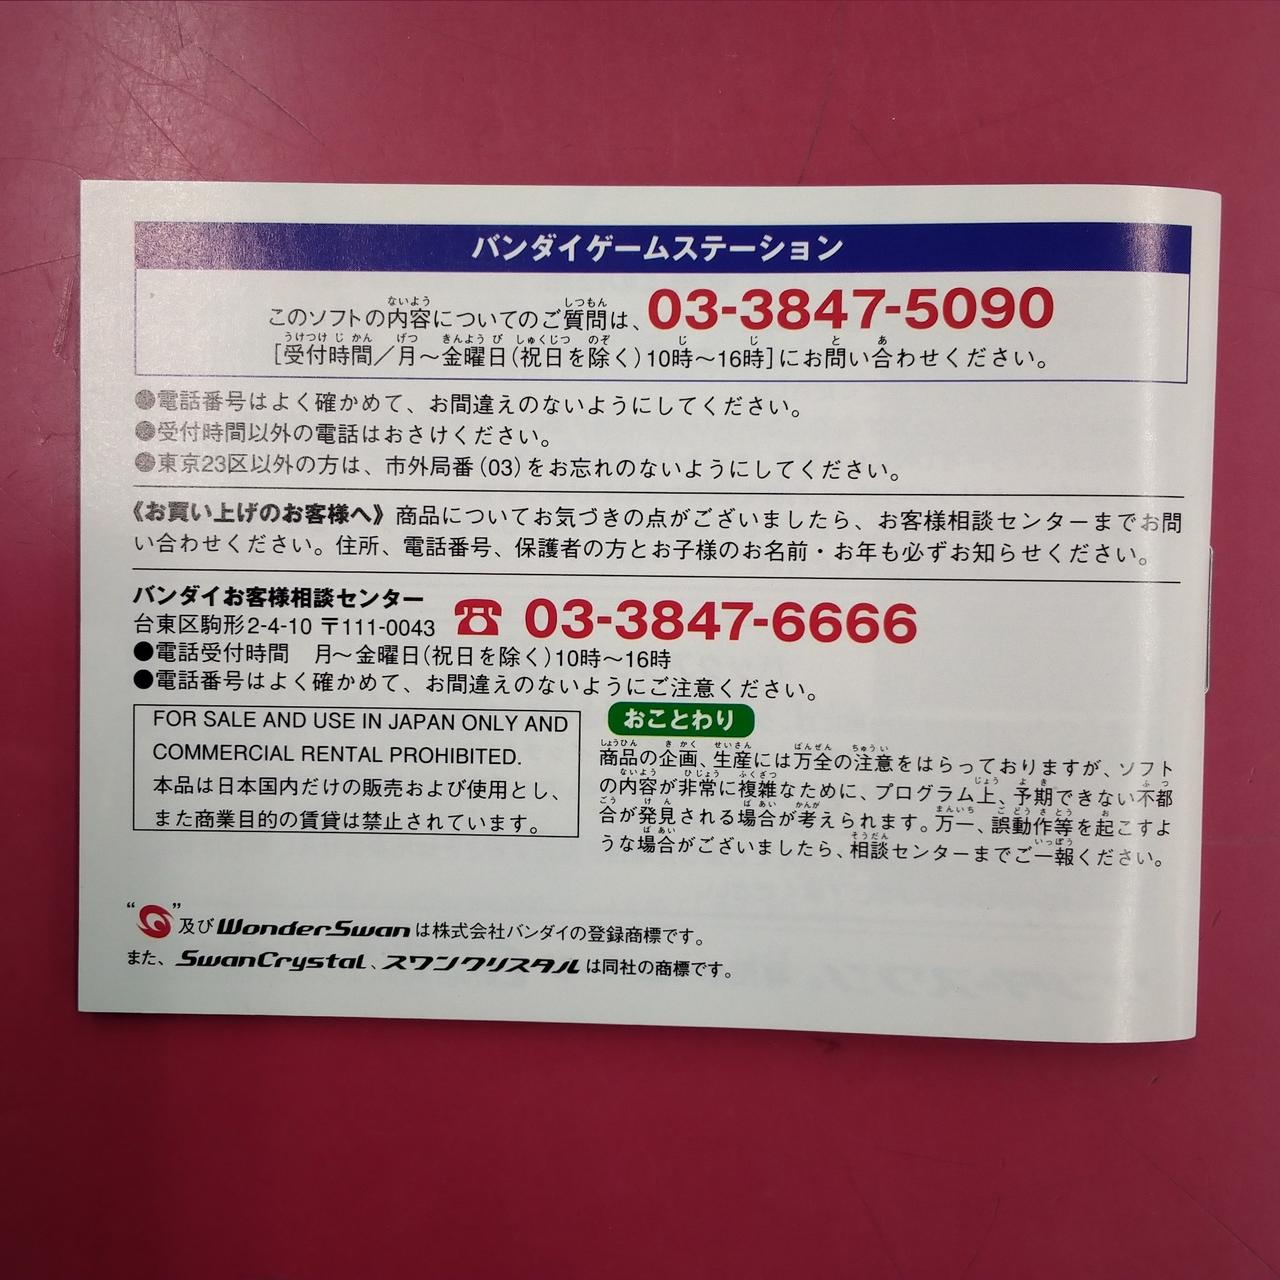 バンダイゲームステーション
このソフトの内容についてのご質問は、03-3847-5090
[受付時間/月～金曜日(祝日を除く)10時～16時]にお問い合わせください。
●電話番号はよく確かめて、お間違えのないようにしてください。
●受付時間以外の電話はおさけください。
●東京23区以外の方は、市外局番(03)をお忘れのないようにしてください。
《お買い上げのお客様へ》商品についてお気づきの点がございましたら、お客様相談センターまでお問
い合わせください。住所、電話番号、保護者の方とお子様のお名前・お年も必ずお知らせください。
バンダイお客様相談センター
台東区駒形2-4-10 〒111-0043 ☎ 03-3847-6666
●電話受付時間 月～金曜日(祝日を除く)10時～16時
●電話番号はよく確かめて、お間違えのないようにご注意ください。
FOR SALE AND USE IN JAPAN ONLY AND
COMMERCIAL RENTAL PROHIBITED.
本品は日本国内だけの販売および使用とし、
また商業目的の賃貸は禁止されています。
おことわり
商品の企画、生産には万全の注意をはらっておりますが、ソフト
の内容が非常に複雑なために、プログラム上、予期できない不都
合が発見される場合が考えられます。万一、誤動作等を起こすよ
うな場合がございましたら、相談センターまでご一報ください。
“ ”及びWonderSwanは株式会社バンダイの登録商標です。
また、SwanCrystal、スワンクリスタルは同社の商標です。